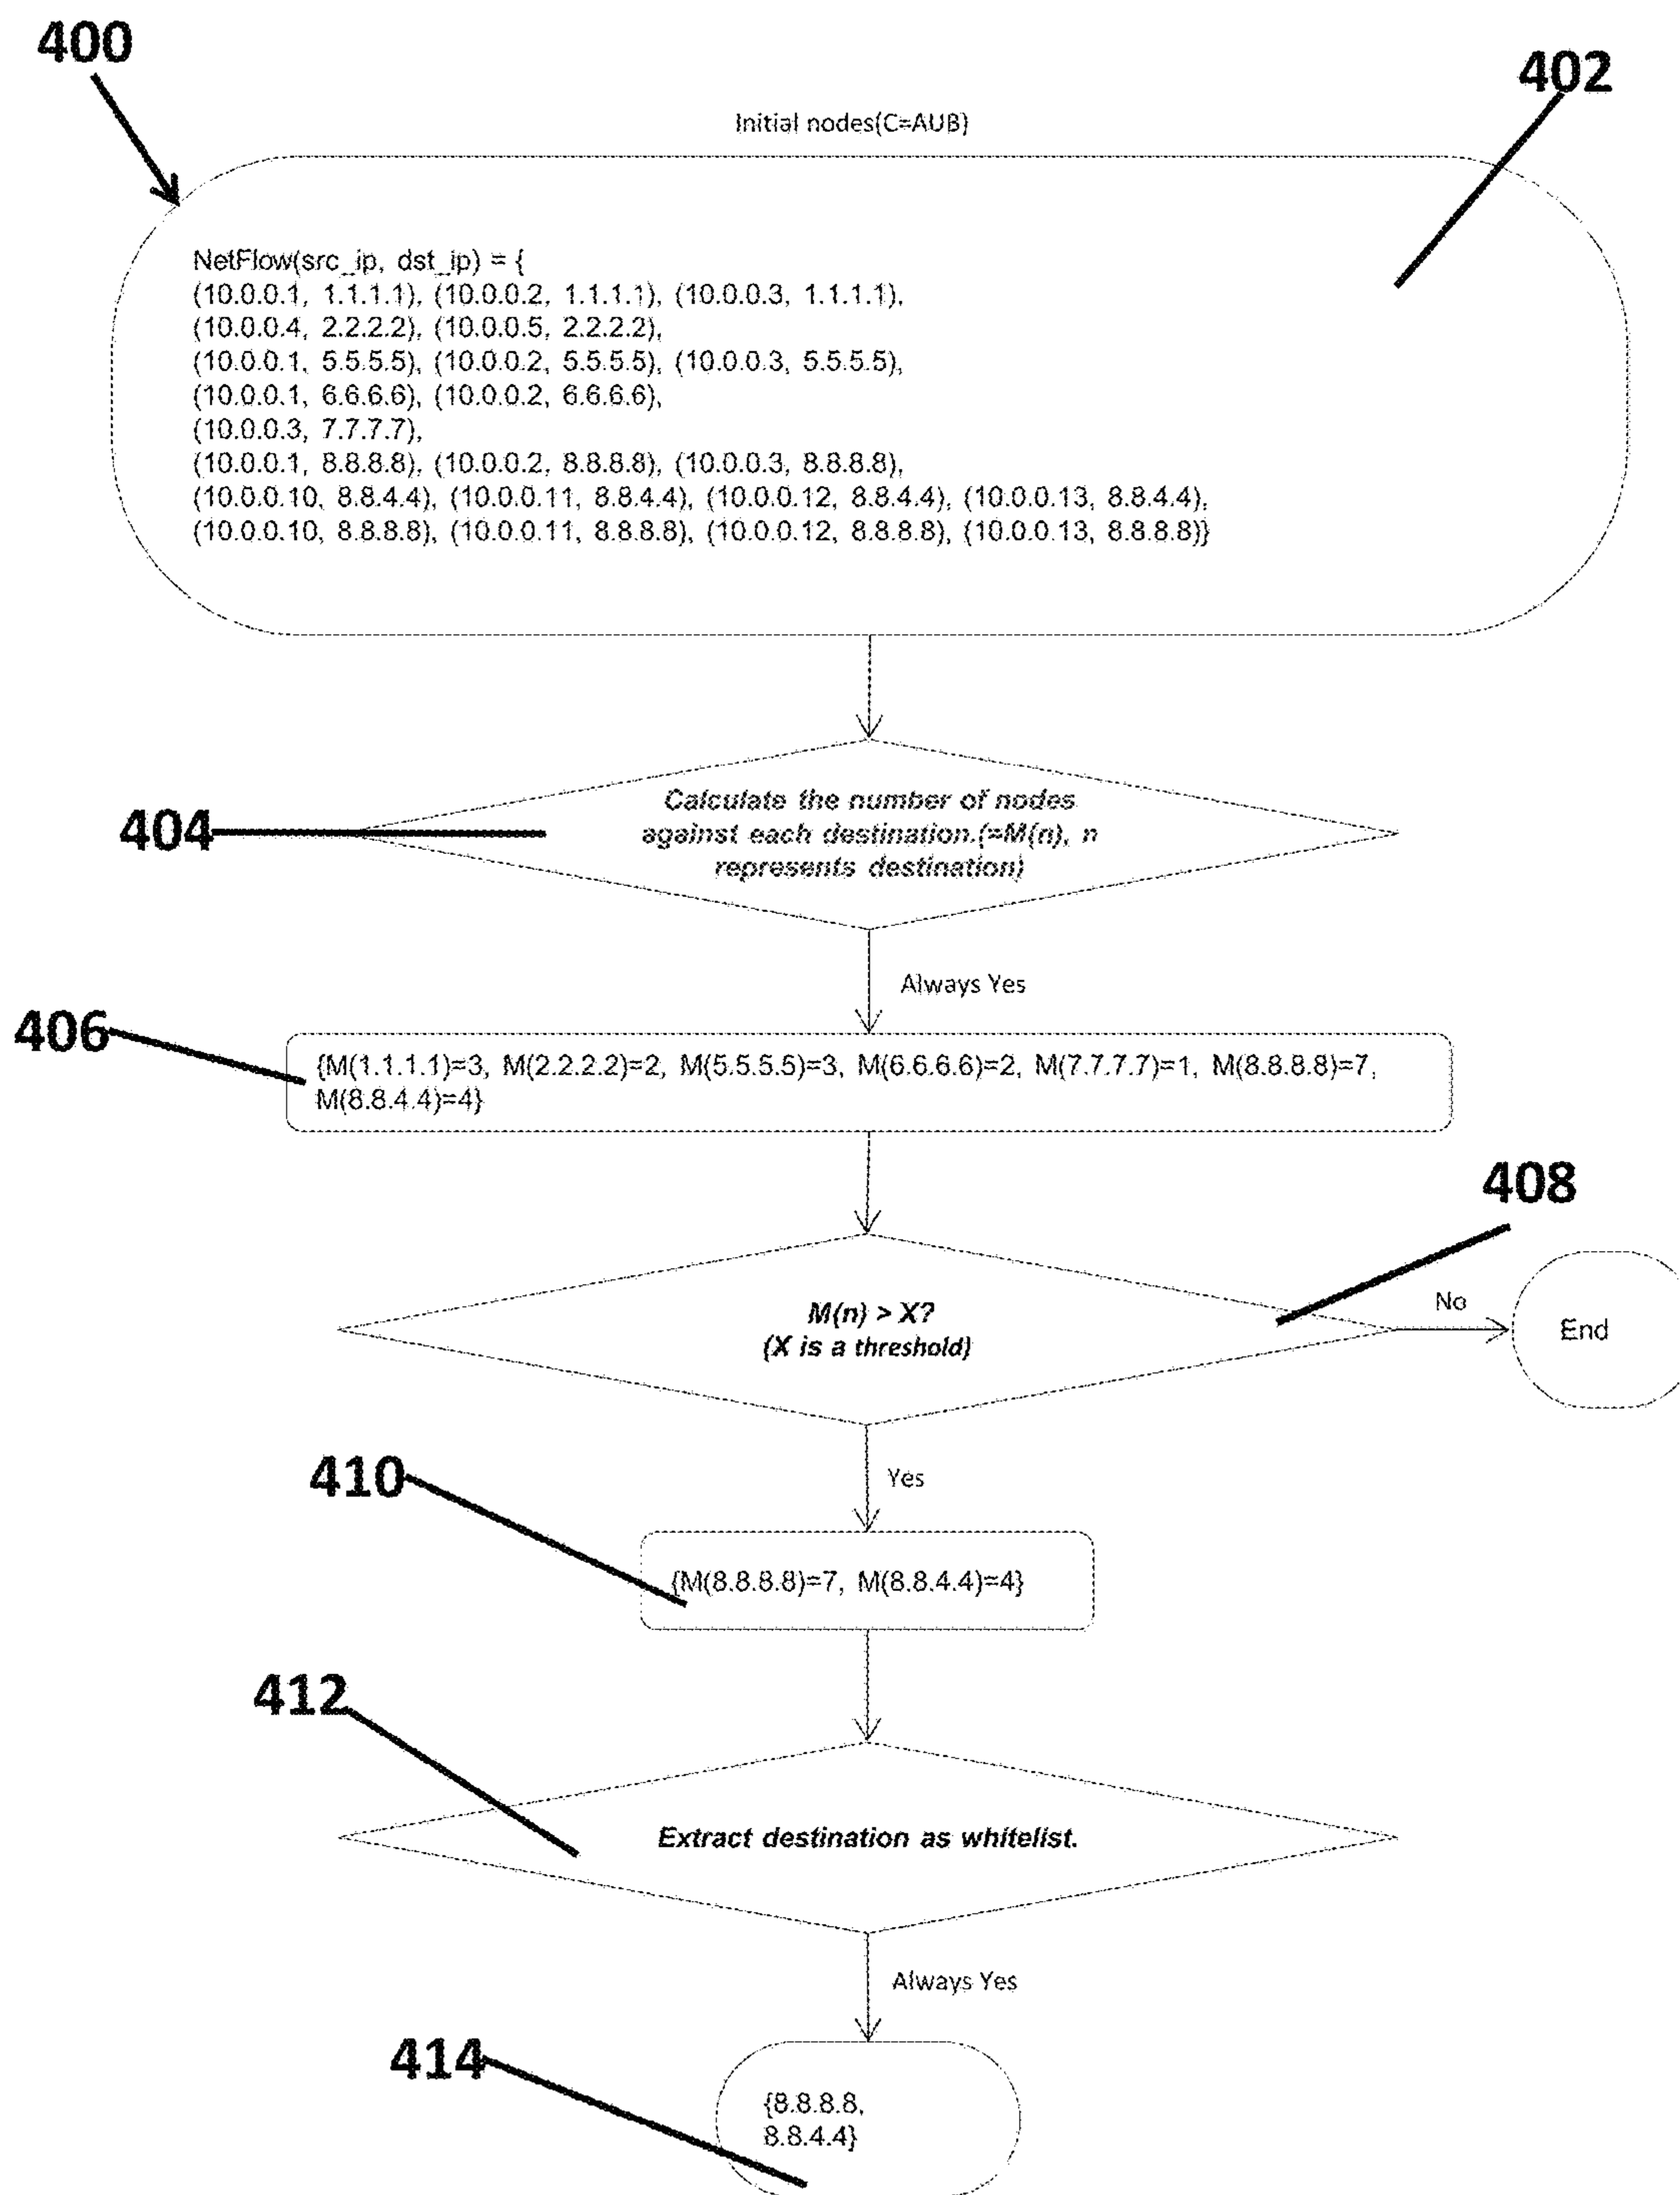 400
402
Initial nodes(C=AUB)
NetFlow(src_ip, dst_ip) = {
(10.0.0.1, 1.1.1.1), (10.0.0.2, 1.1.1.1), (10.0.0.3, 1.1.1.1),
(10.0.0.4, 2.2.2.2), (10.0.0.5, 2.2.2.2),
(10.0.0.1, 5.5.5.5), (10.0.0.2, 5.5.5.5), (10.0.0.3, 5.5.5.5),
(10.0.0.1, 6.6.6.6), (10.0.0.2, 6.6.6.6),
(10.0.0.3, 7.7.7.7),
(10.0.0.1, 8.8.8.8), (10.0.0.2, 8.8.8.8), (10.0.0.3, 8.8.8.8),
(10.0.0.10, 8.8.4.4), (10.0.0.11, 8.8.4.4), (10.0.0.12, 8.8.4.4), (10.0.0.13, 8.8.4.4),
(10.0.0.10, 8.8.8.8), (10.0.0.11, 8.8.8.8), (10.0.0.12, 8.8.8.8), (10.0.0.13, 8.8.8.8)}
404
Calculate the number of nodes
against each destination.(=M(n), n
represents destination)
Always Yes
406
{M(1.1.1.1)=3, M(2.2.2.2)=2, M(5.5.5.5)=3, M(6.6.6.6)=2, M(7.7.7.7)=1, M(8.8.8.8)=7,
M(8.8.4.4)=4}
408
M(n) > X?
(X is a threshold)
No
End
410
Yes
{M(8.8.8.8)=7, M(8.8.4.4)=4}
412
Extract destination as whitelist.
Always Yes
414
{8.8.8.8,
8.8.4.4}